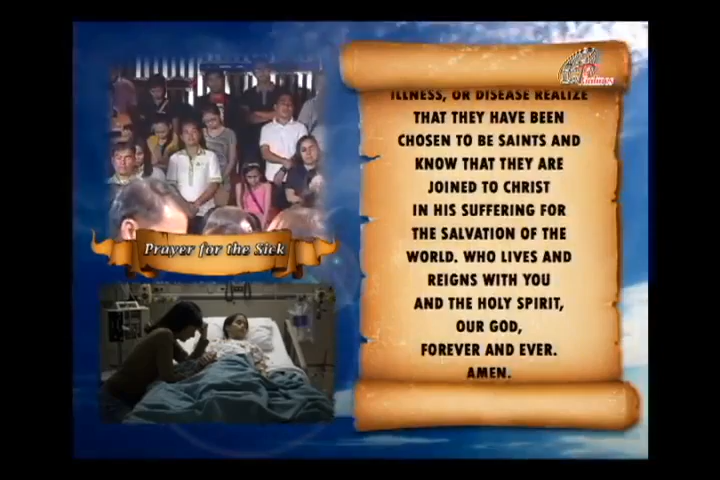 Prayer for the Sick
ILLNESS, OR DISEASE REALIZE
THAT THEY HAVE BEEN
CHOSEN TO BE SAINTS AND
KNOW THAT THEY ARE
JOINED TO CHRIST
IN HIS SUFFERING FOR
THE SALVATION OF THE
WORLD. WHO LIVES AND
REIGNS WITH YOU
AND THE HOLY SPIRIT,
OUR GOD,
FOREVER AND EVER.
AMEN.